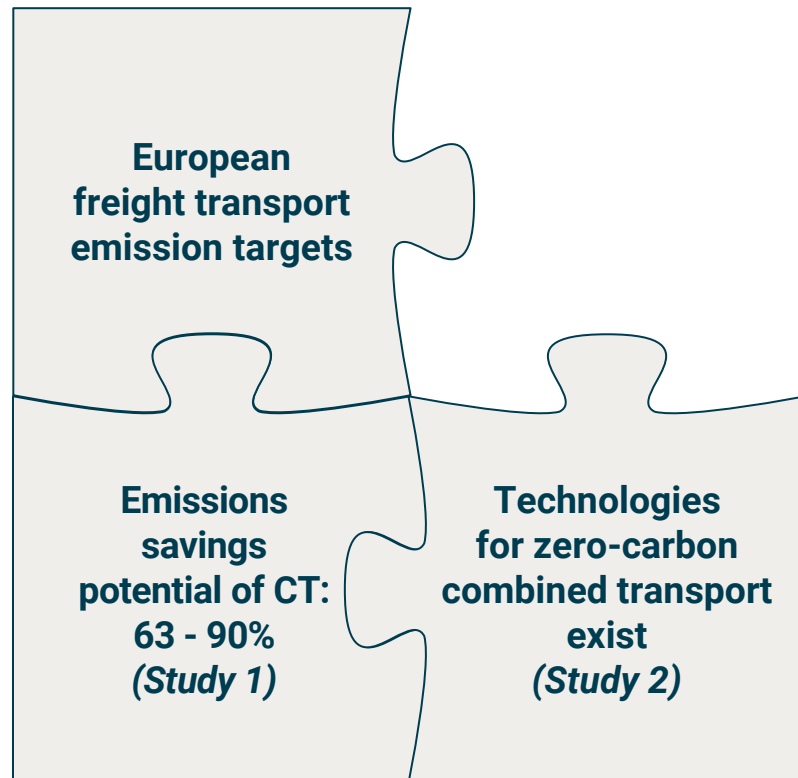 European
freight transport
emission targets
Emissions
savings
potential of CT:
63 - 90%
(Study 1)
Technologies
for zero-carbon
combined transport
exist
(Study 2)